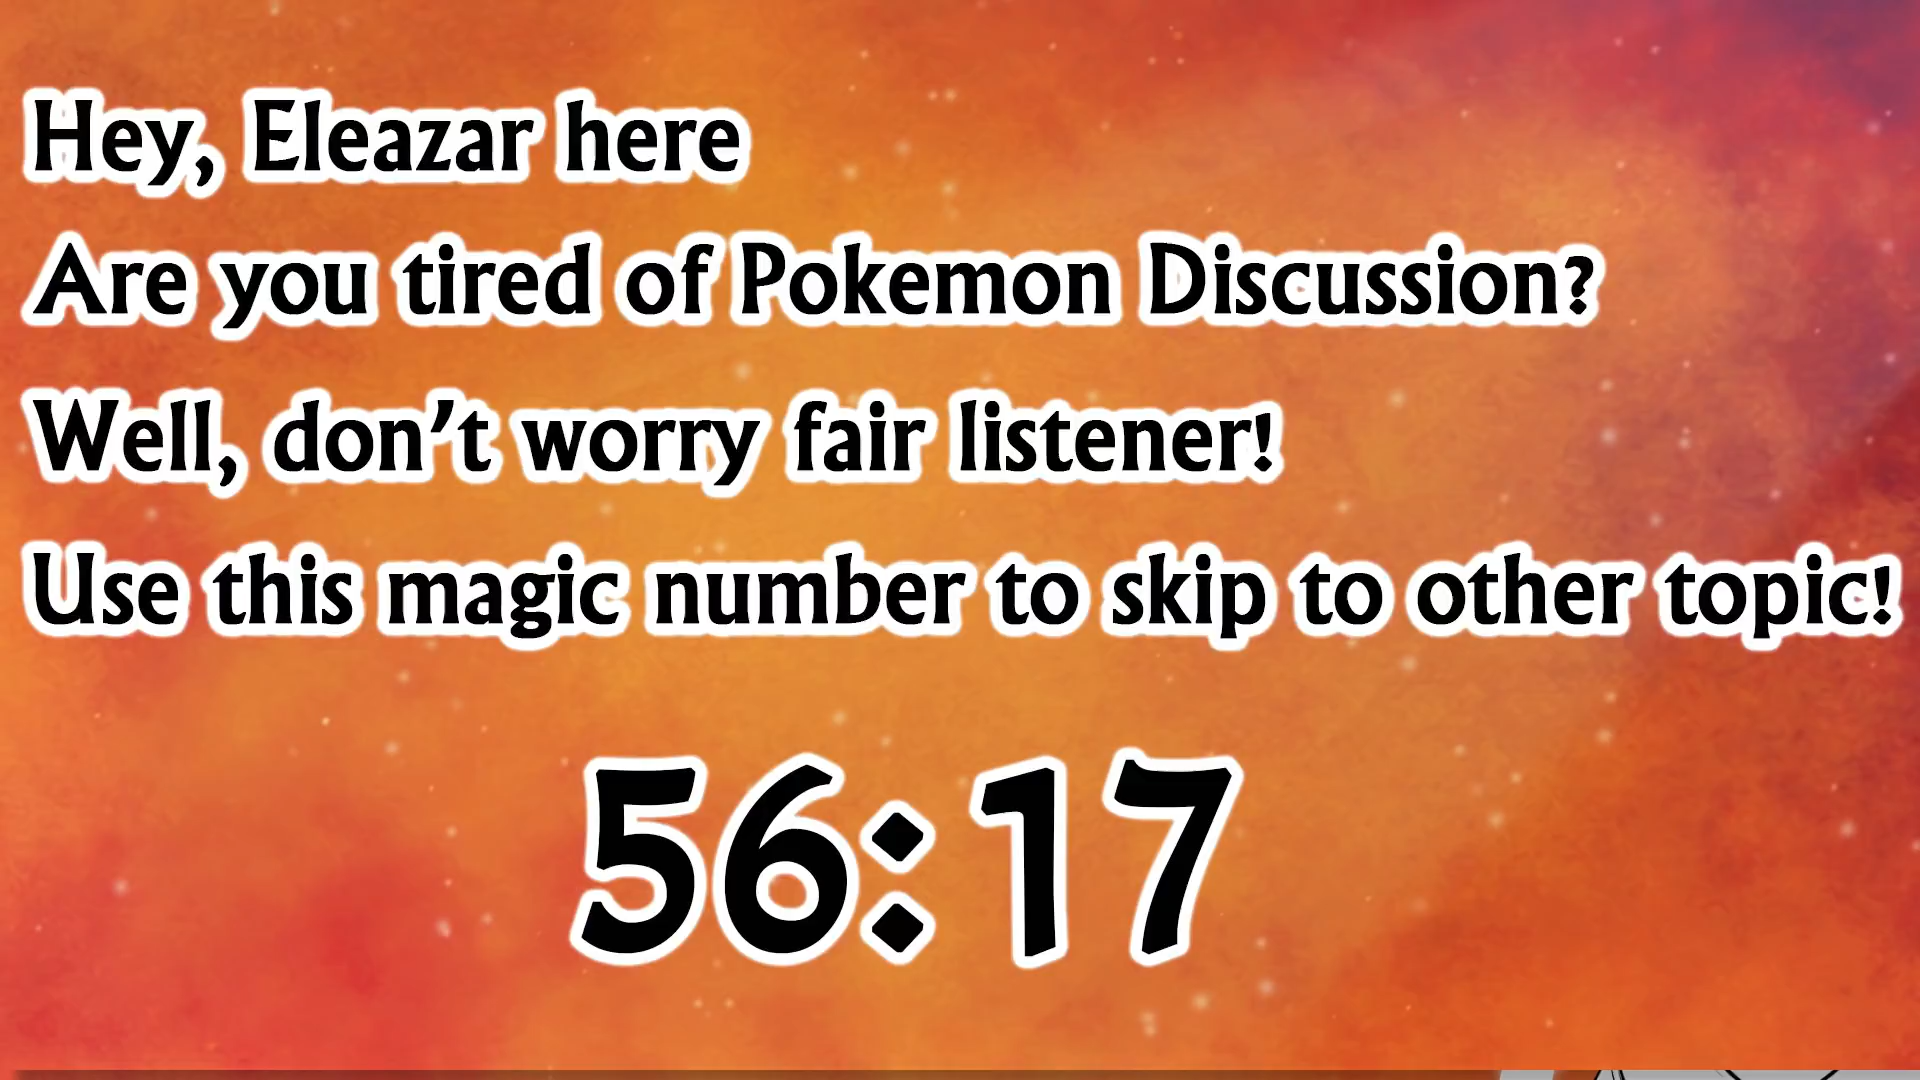 Hey, Eleazar here
Are you tired of Pokemon Discussion?
Well, don’t worry fair listener!
Use this magic number to skip to other topic!
56:17